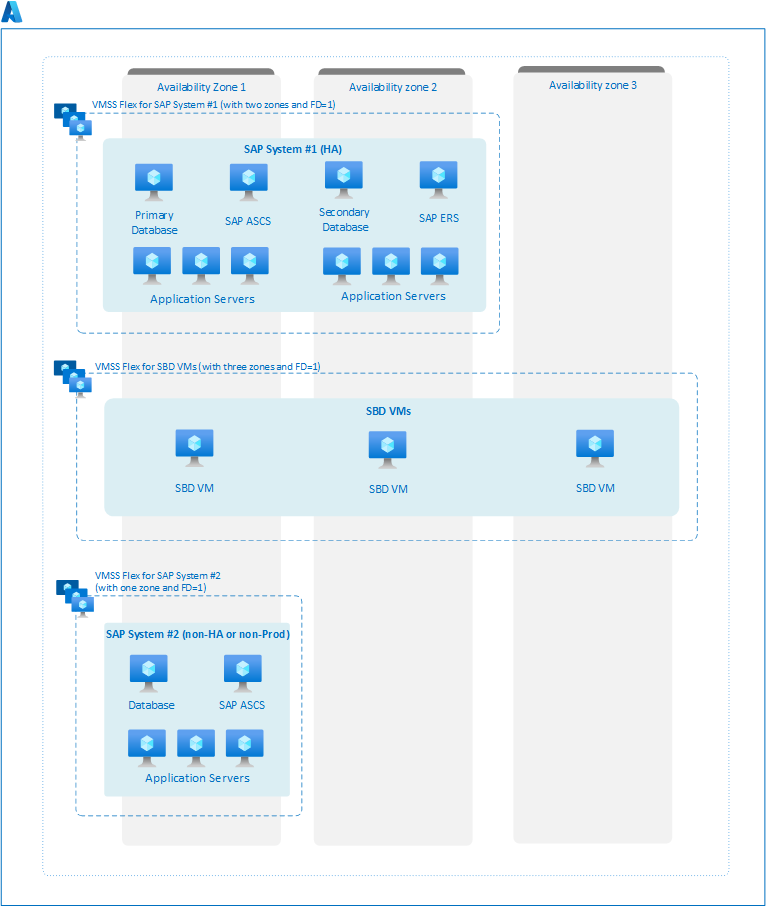 Availability Zone 1
Availability zone 2
Availability zone 3
VMSS Flex for SAP System #1 (with two zones and FD=1)
SAP System #1 (HA)
Primary
Database
SAP ASCS
Secondary
Database
SAP ERS
Application Servers
Application Servers
VMSS Flex for SBD VMs (with three zones and FD=1)
SBD VMs
SBD VM
SBD VM
SBD VM
VMSS Flex for SAP System #2
(with one zone and FD=1)
SAP System #2 (non-HA or non-Prod)
Database
SAP ASCS
Application Servers